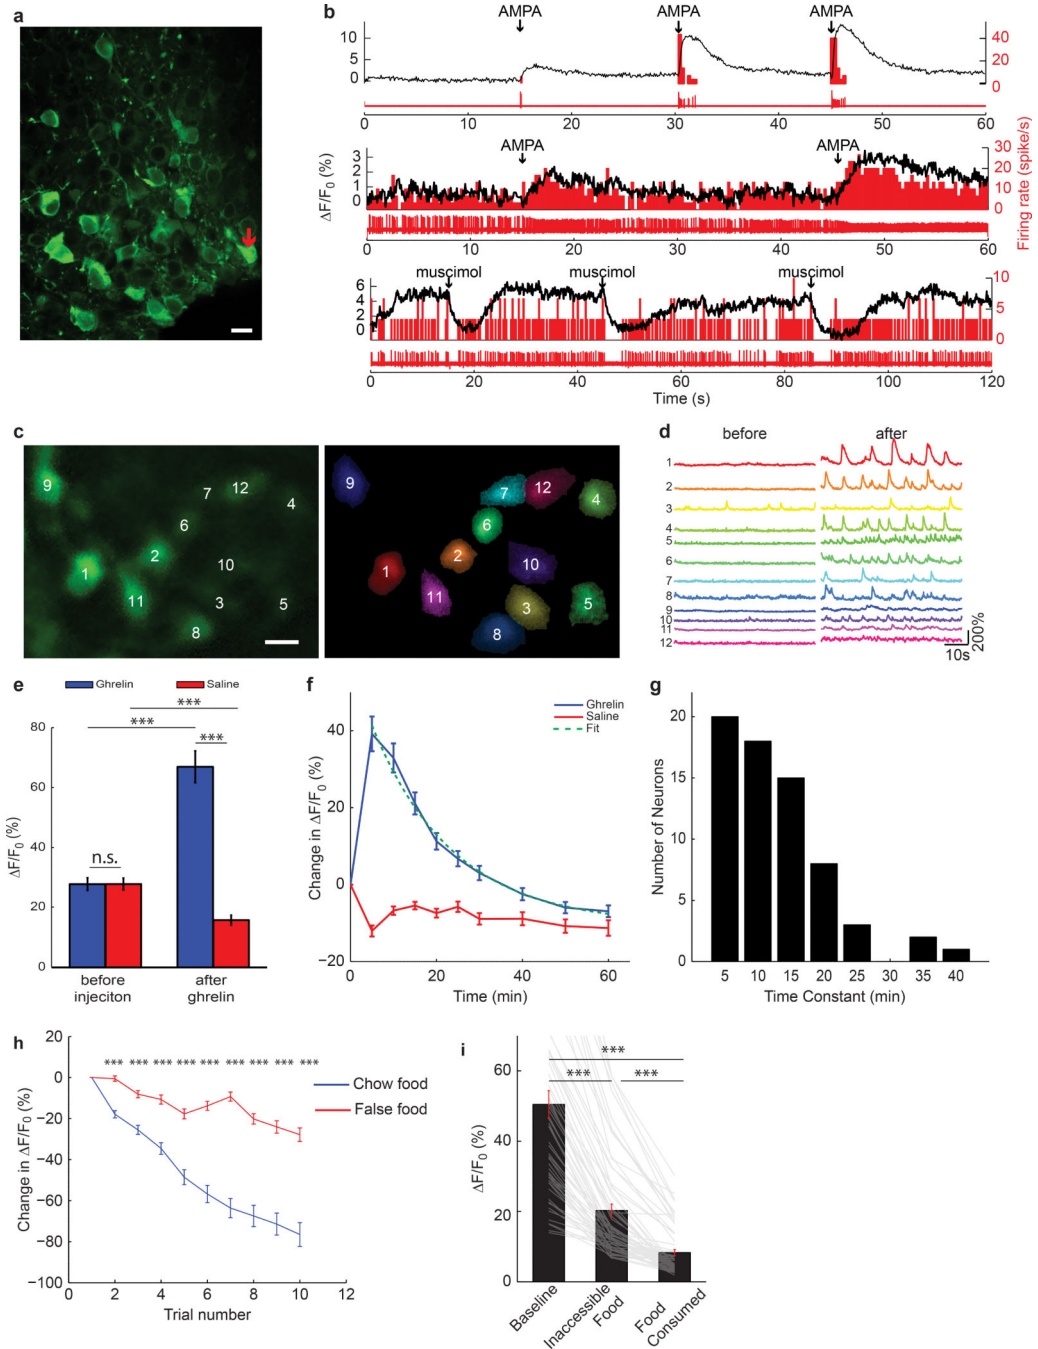 a
b
AMPA AMPA AMPA
10
5
0
40
20
0
0 10 20 30 40 50 60
AMPA AMPA
3
2
1
0
30
20
10
0
0 10 20 30 40 50 60
ΔF/F0 (%)
Firing rate (spike/s)
muscimol muscimol muscimol
6
4
2
0
10
5
0
0 20 40 60 80 100 120
Time (s)
c
9 7 12 4 6 2 10 1 11 3 5 8
9 7 12 4 6 2 10 1 11 3 5 8
d
before after
1
2
3
4
5
6
7
8
9
10
11
12
200%
10s
e
Ghrelin Saline
***
***
***
n.s.
80
60
40
20
0
ΔF/F0 (%)
before injeciton
after ghrelin
f
Ghrelin
Saline
Fit
40
20
0
−20
Change in ΔF/F0 (%)
0 20 40 60
Time (min)
g
20
15
10
5
0
Number of Neurons
5 10 15 20 25 30 35 40
Time Constant (min)
h
20
0
−20
−40
−60
−80
−100
Change in ΔF/F0 (%)
*** *** *** *** *** *** *** *** ***
Chow food
False food
0 2 4 6 8 10 12
Trial number
i
***
*** ***
60
40
20
0
ΔF/F0 (%)
Baseline
Inaccessible Food
Food Consumed